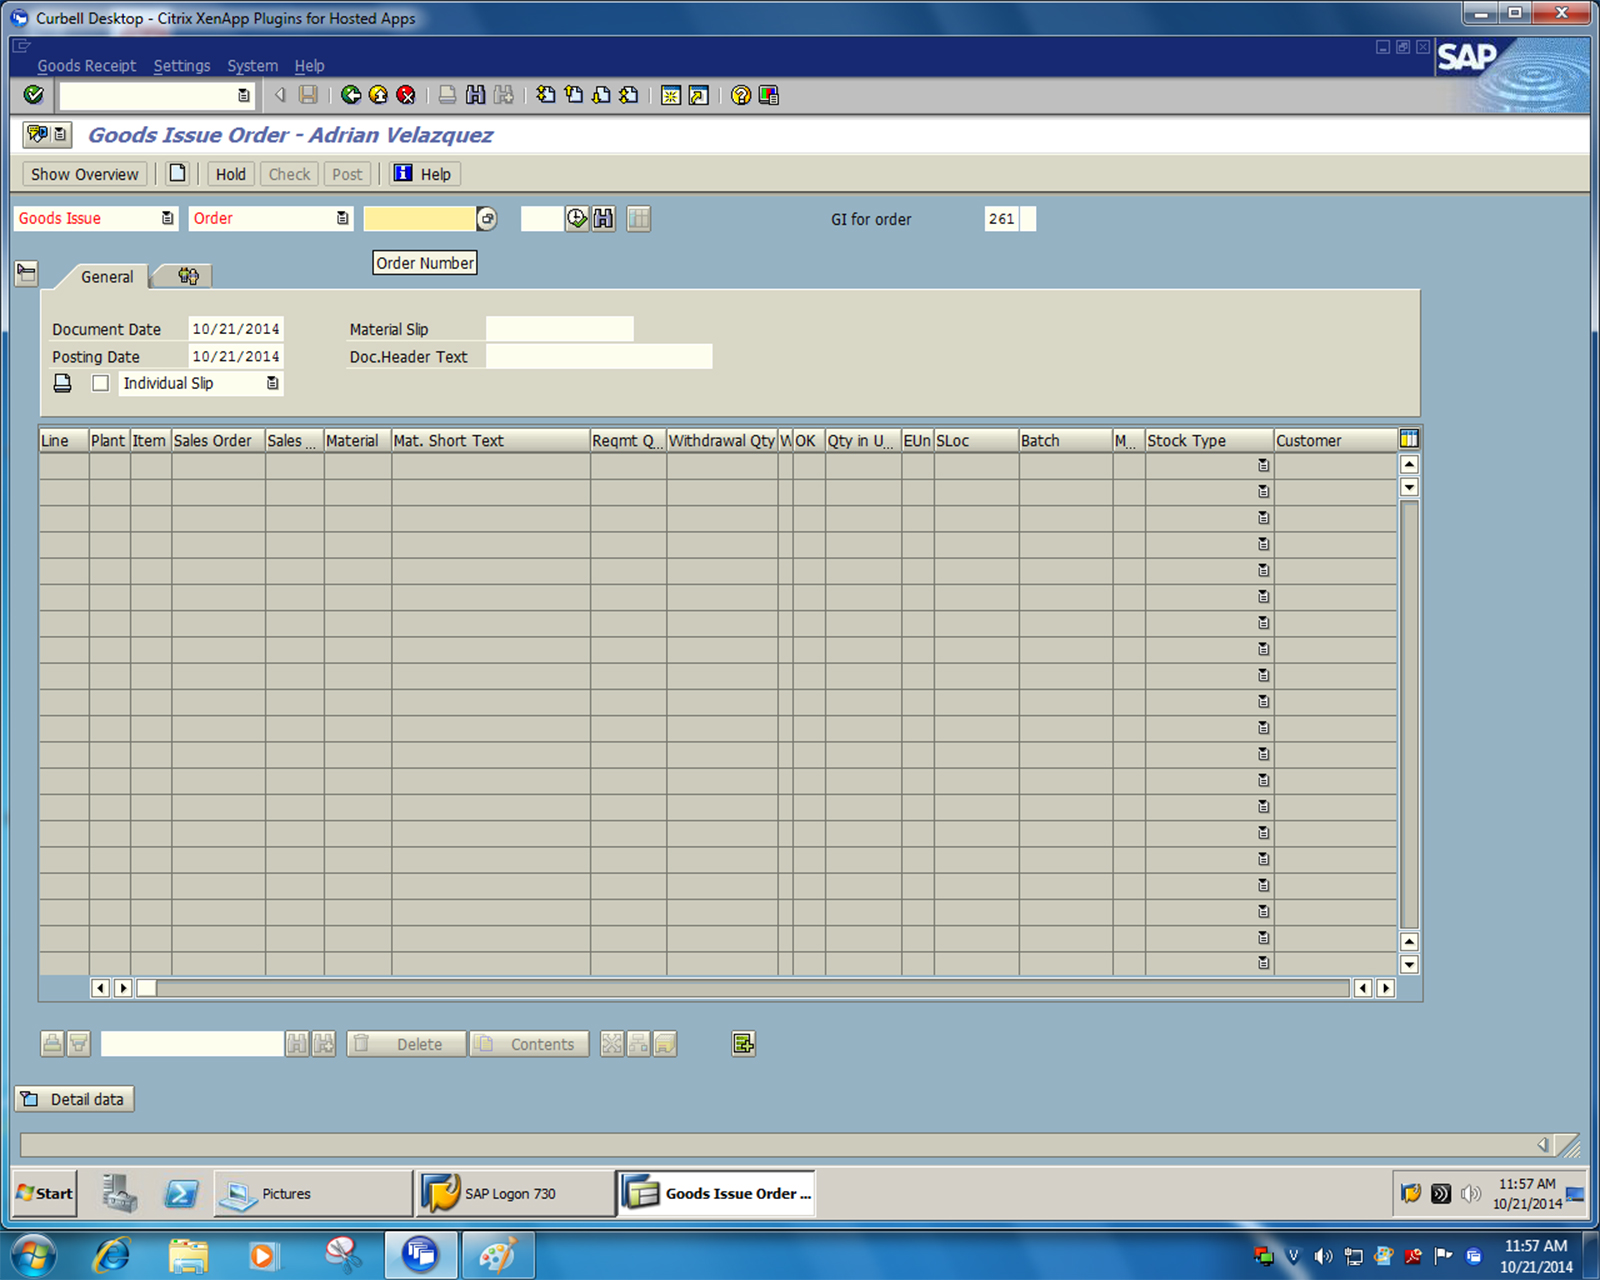 Curbell Desktop - Citrix XenApp Plugins for Hosted Apps
Goods Receipt Settings System Help
SAP
Goods Issue Order - Adrian Velazquez
Show Overview Hold Check Post Help
Goods Issue Order GI for order 261
Order Number
General
Document Date 10/21/2014 Material Slip
Posting Date 10/21/2014 Doc.Header Text
Individual Slip
Line Plant Item Sales Order Sales ... Material Mat. Short Text Reqmt Q... Withdrawal Qty W OK Qty in U... EUn SLoc Batch M... Stock Type Customer
Delete Contents
Detail data
Start Pictures SAP Logon 730 Goods Issue Order ... 11:57 AM
10/21/2014
11:57 AM
10/21/2014